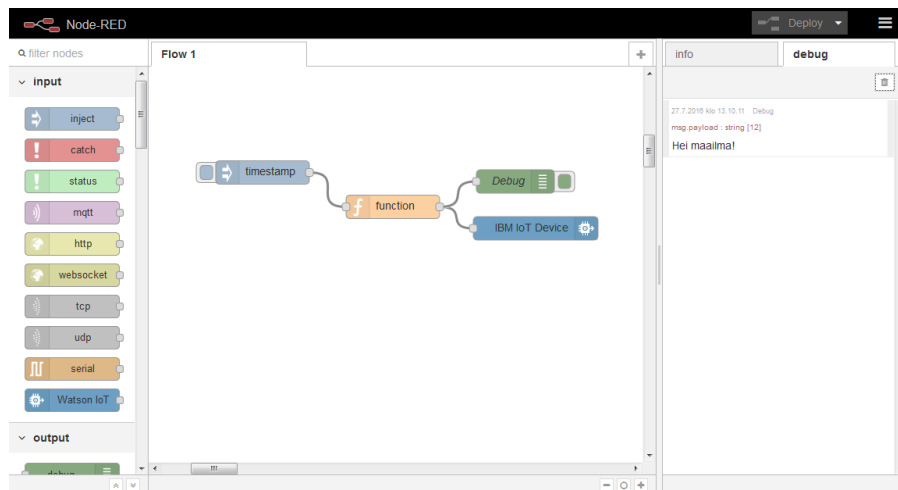 Node-RED
Deploy
filter nodes
Flow 1
info
debug
input
27.7.2016 klo 13.10.11 Debug
msg.payload : string [12]
Hei maailma!
inject
catch
status
mqtt
http
websocket
tcp
udp
serial
Watson IoT
output
debug
timestamp
function
Debug
IBM IoT Device